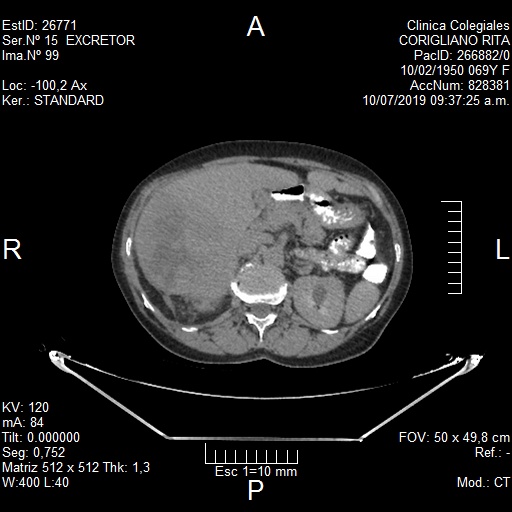 EstID: 26771
Ser.Nº 15 EXCRETOR
Ima.Nº 99
Loc: -100,2 Ax
Ker.: STANDARD
A
Clinica Colegiales
CORIGLIANO RITA
PacID: 266882/0
10/02/1950 069Y F
AccNum: 828381
10/07/2019 09:37:25 a.m.
R
L
KV: 120
mA: 84
Tilt: 0.000000
Seg: 0,752
Matriz 512 x 512 Thk: 1,3
W:400 L:40
Esc 1=10 mm
P
FOV: 50 x 49,8 cm
Ref.: -
Mod.: CT